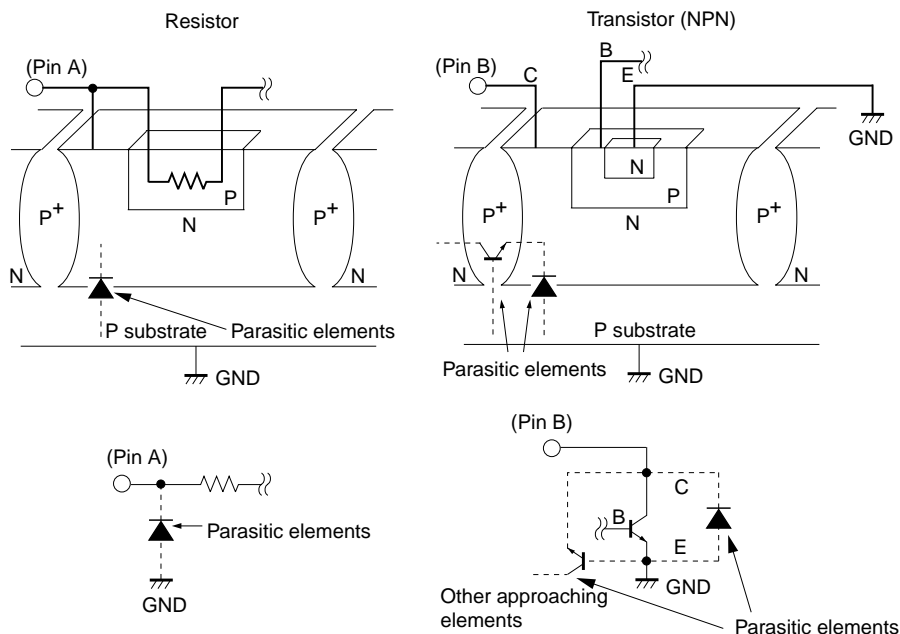 Resistor
(Pin A)
P+
N
P
N
P+
N
P substrate
Parasitic elements
GND
Transistor (NPN)
(Pin B)
C
B
E
GND
P+
N
N
P
N
P+
N
P substrate
Parasitic elements
GND
(Pin A)
Parasitic elements
GND
(Pin B)
C
B
E
GND
Other approaching
elements
Parasitic elements